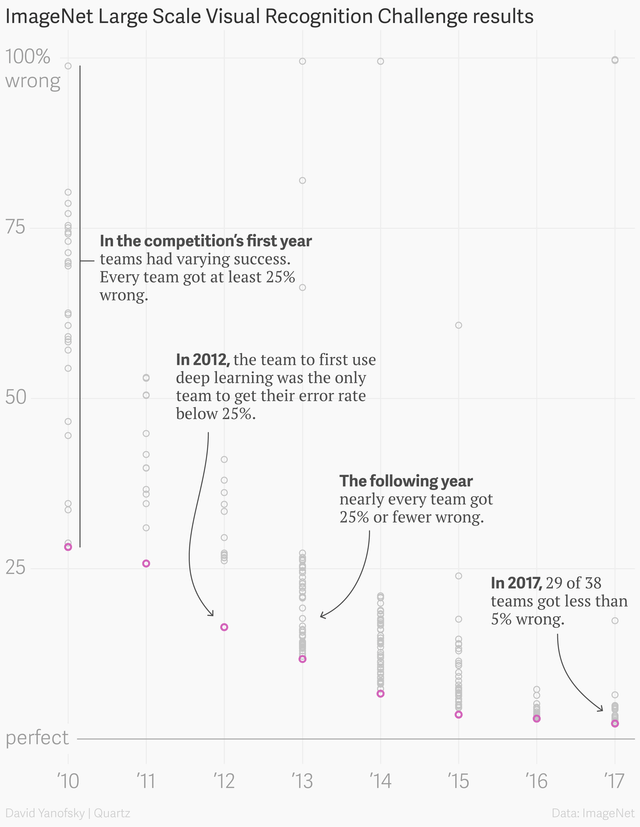 ImageNet Large Scale Visual Recognition Challenge results
100%
wrong
75
In the competition’s first year
teams had varying success.
Every team got at least 25%
wrong.
In 2012, the team to first use
deep learning was the only
team to get their error rate
below 25%.
50
The following year
nearly every team got
25% or fewer wrong.
25
In 2017, 29 of 38
teams got less than
5% wrong.
perfect
’10 ’11 ’12 ’13 ’14 ’15 ’16 ’17
David Yanofsky | Quartz Data: ImageNet